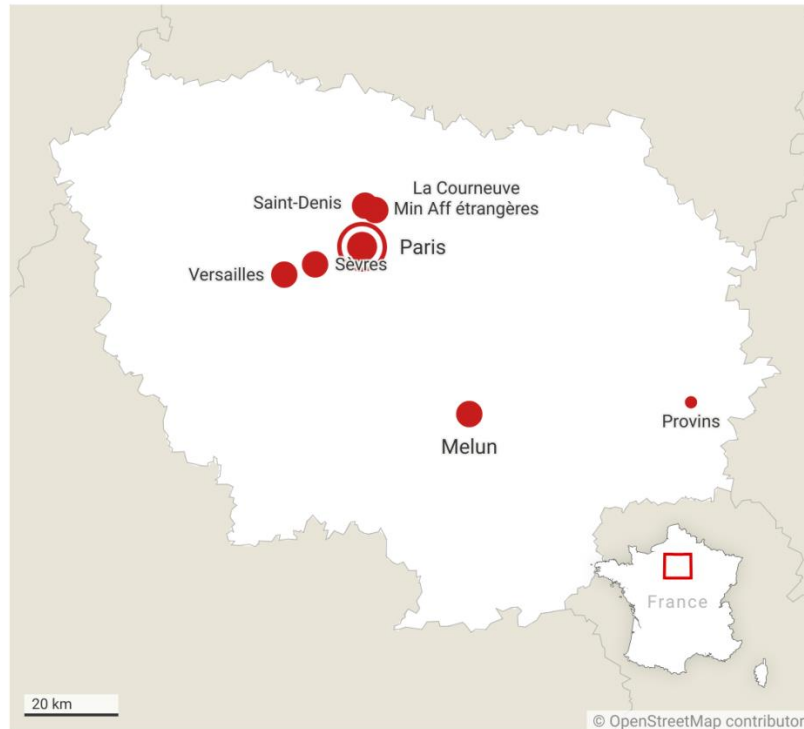 La Courneuve
Saint-Denis
Min Aff étrangères
Paris
Sèvres
Versailles
Provins
Melun
France
20 km
© OpenStreetMap contributor